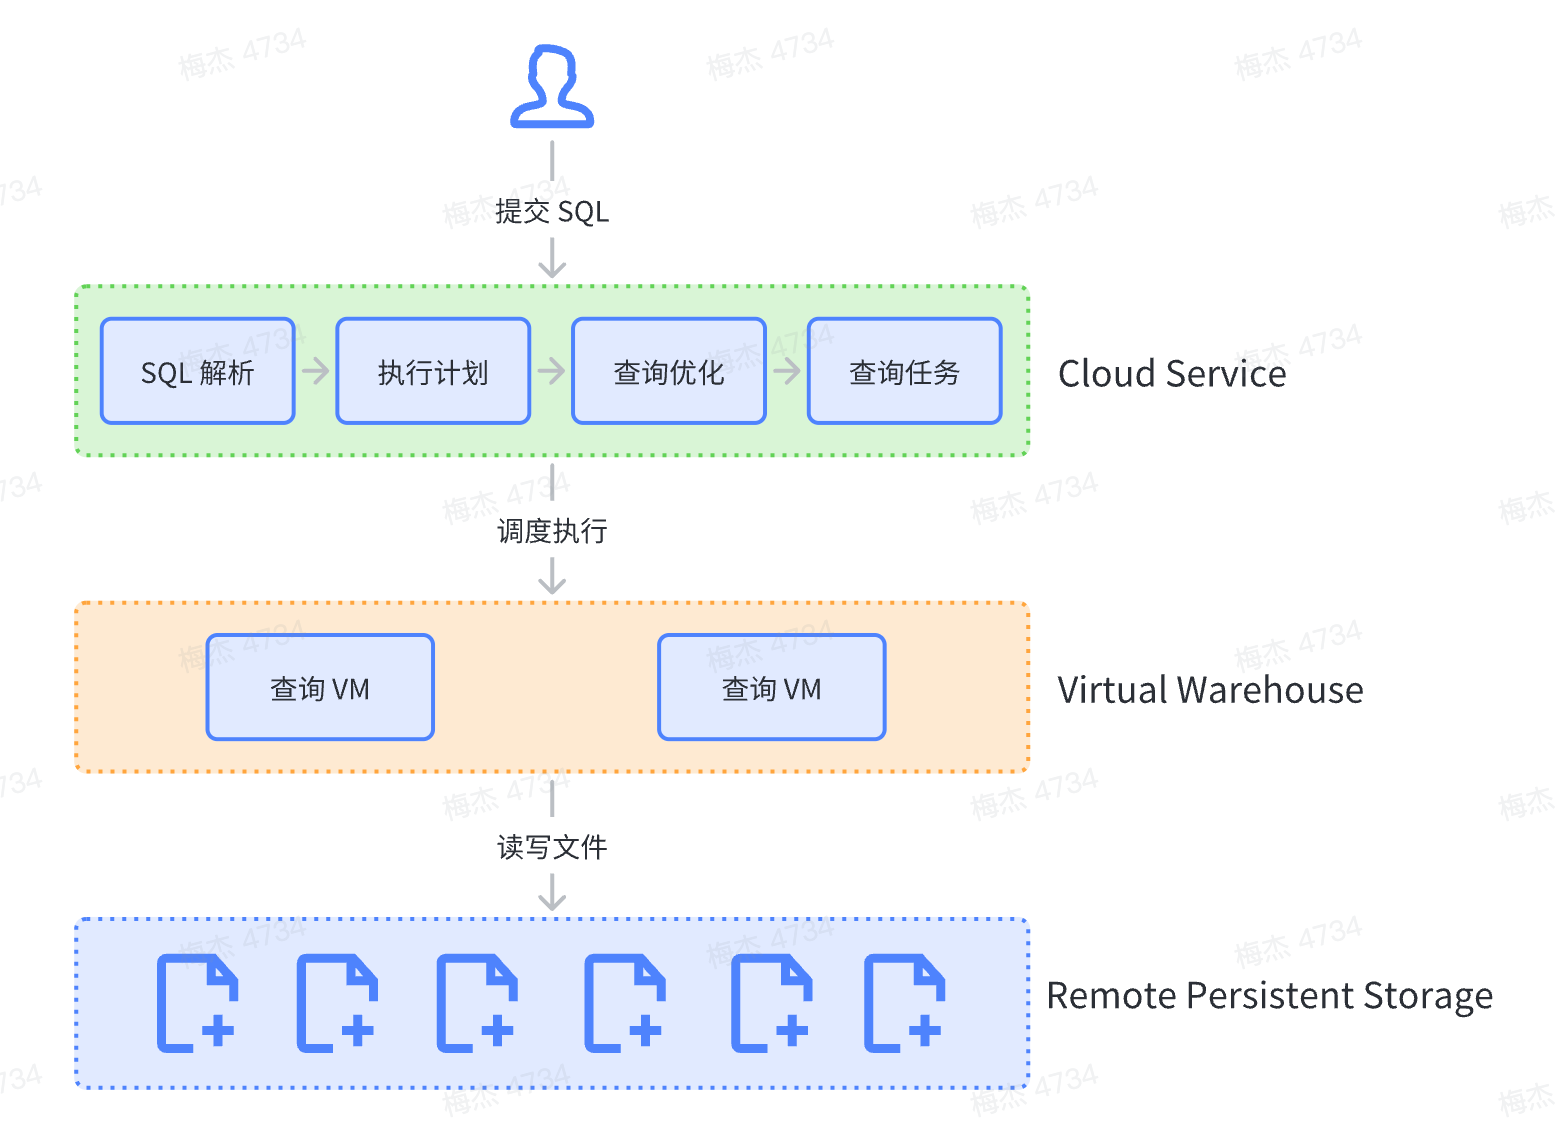 提交 SQL
SQL 解析
执行计划
查询优化
查询任务
Cloud Service
调度执行
查询 VM
查询 VM
Virtual Warehouse
读写文件
Remote Persistent Storage
梅杰 4734